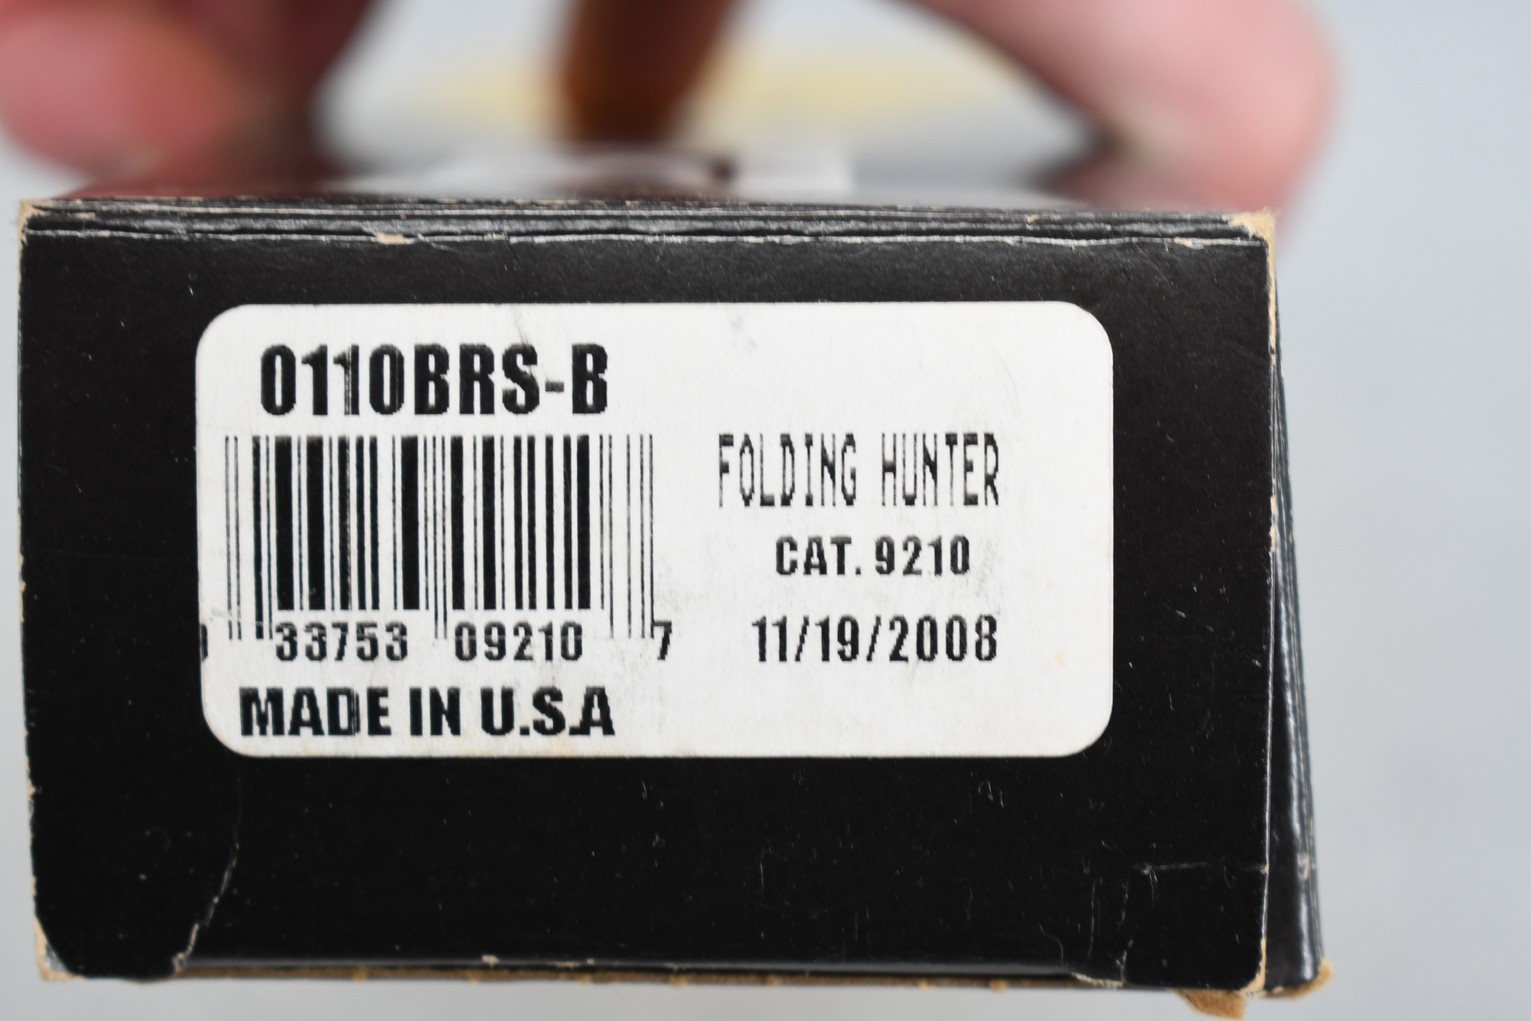 0110BRS-B
FOLDING HUNTER
CAT. 9210
33753 09210 7
11/19/2008
MADE IN U.S.A